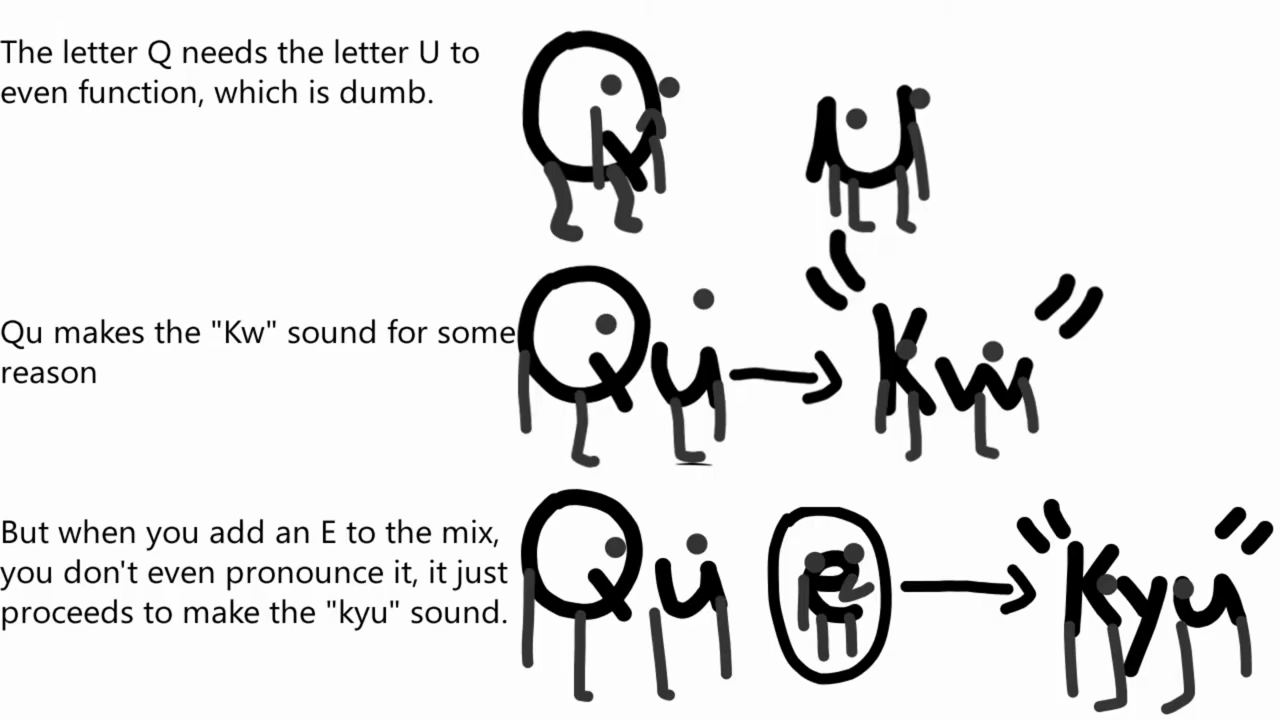 The letter Q needs the letter U to
even function, which is dumb.
Q u
Qu makes the "Kw" sound for some
reason
Qu → "Kw"
But when you add an E to the mix,
you don't even pronounce it, it just
proceeds to make the "kyu" sound.
Qu e → "Kyu"